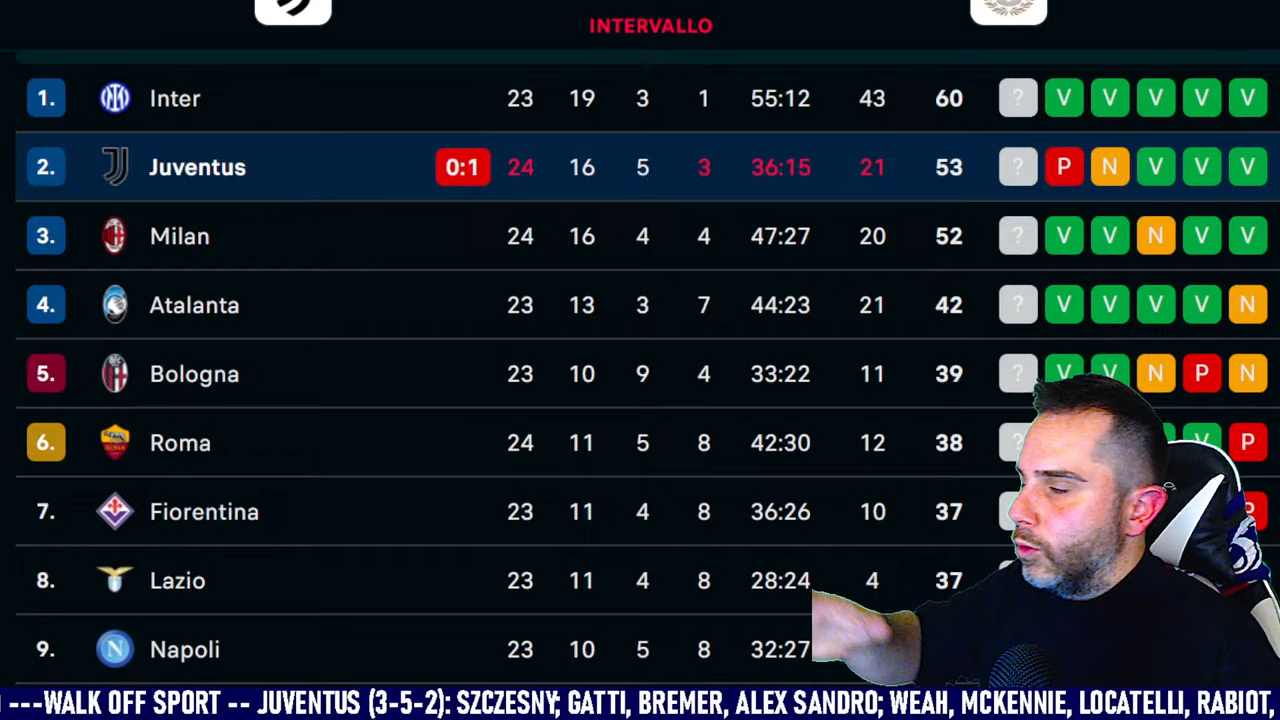 INTERVALLO
1. Inter 23 19 3 1 55:12 43 60 ? V V V V V
2. Juventus 0:1 24 16 5 3 36:15 21 53 ? P N V V V
3. Milan 24 16 4 4 47:27 20 52 ? V V N V V
4. Atalanta 23 13 3 7 44:23 21 42 ? V V V V N
5. Bologna 23 10 9 4 33:22 11 39 ? V V N P N
6. Roma 24 11 5 8 42:30 12 38 ? V P
7. Fiorentina 23 11 4 8 36:26 10 37
8. Lazio 23 11 4 8 28:24 4 37
9. Napoli 23 10 5 8 32:27
---WALK OFF SPORT -- JUVENTUS (3-5-2): SZCZESNY; GATTI, BREMER, ALEX SANDRO; WEAH, MCKENNIE, LOCATELLI, RABIOT,